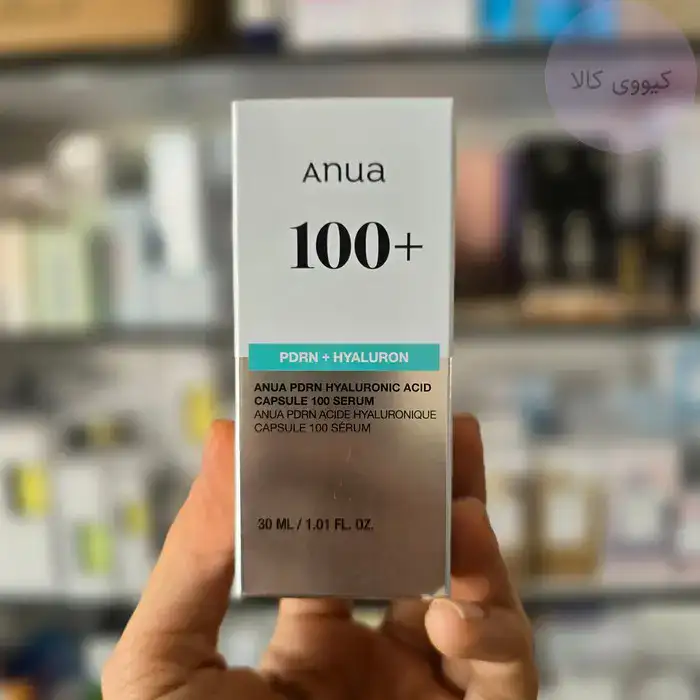 کیووی کالا
Anua
100+
PDRN + HYALURON
ANUA PDRN HYALURONIC ACID
CAPSULE 100 SERUM
ANUA PDRN ACIDE HYALURONIQUE
CAPSULE 100 SÉRUM
30 ML / 1.01 FL. OZ.